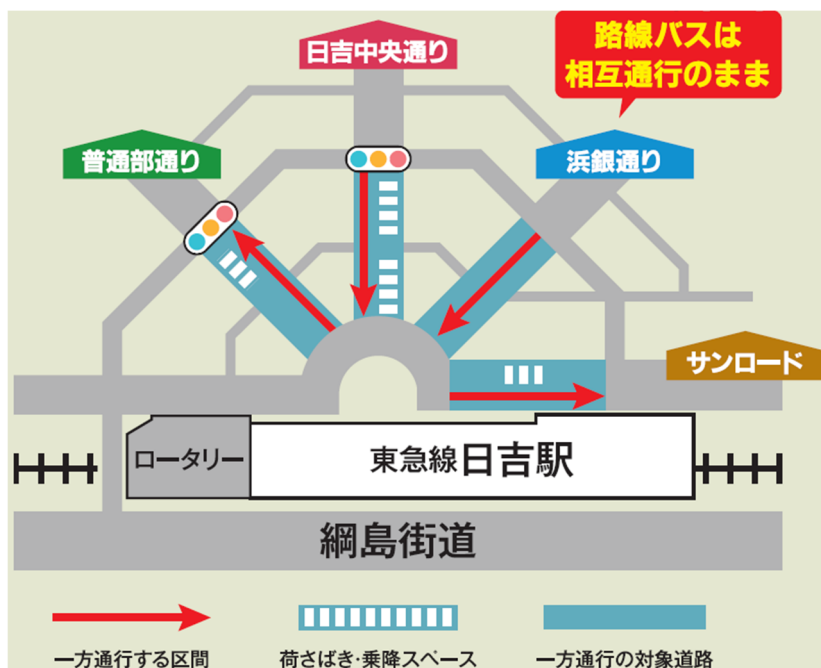 路線バスは
相互通行のまま
日吉中央通り
普通部通り
浜銀通り
サンロード
ロータリー
東急線日吉駅
綱島街道
一方通行する区間
荷さばき・乗降スペース
一方通行の対象道路